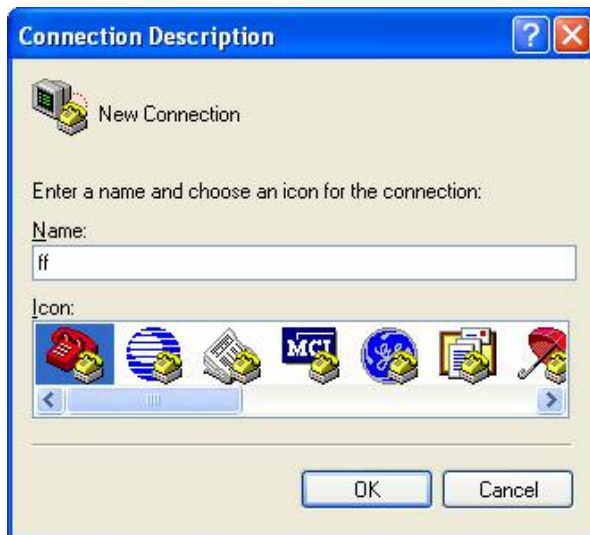 Connection Description
New Connection
Enter a name and choose an icon for the connection:
Name:
ff
Icon:
MCI
OK Cancel